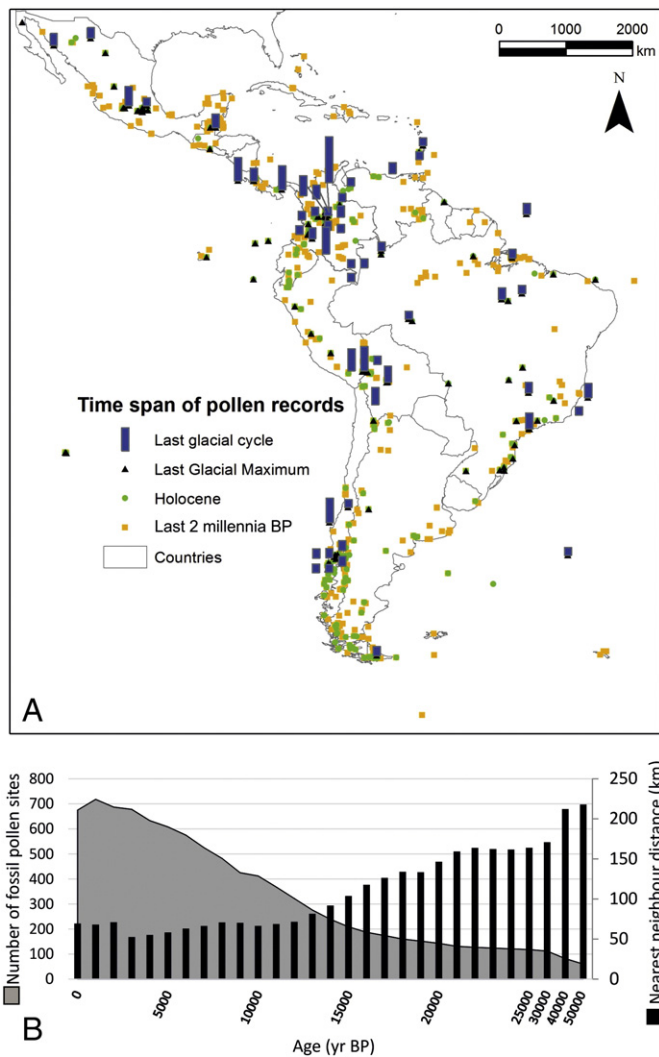 A
0 1000 2000
km
N
Time span of pollen records
Last glacial cycle
Last Glacial Maximum
Holocene
Last 2 millennia BP
Countries
B
Number of fossil pollen sites
800
700
600
500
400
300
200
100
0
250
200
150
100
50
0
Nearest neighbour distance (km)
0 5000 10000 15000 20000 25000 30000 40000 50000
Age (yr BP)